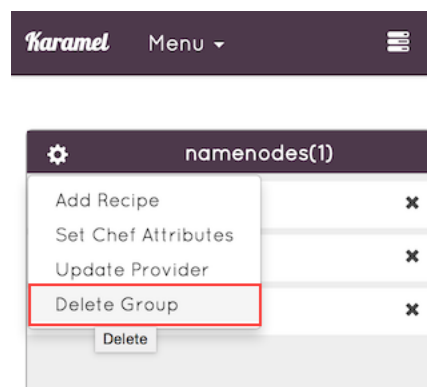 Karamel Menu
namenodes(1)
Add Recipe
Set Chef Attributes
Update Provider
Delete Group
Delete